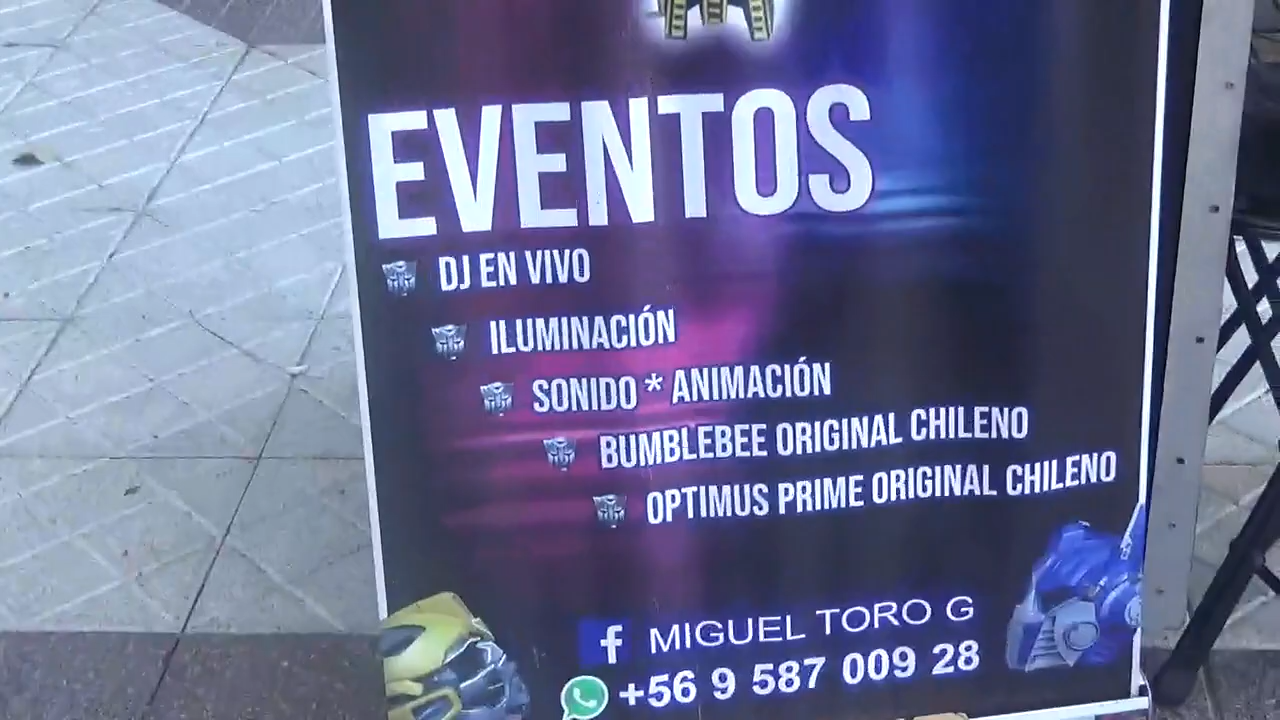 EVENTOS
DJ EN VIVO
ILUMINACIÓN
SONIDO * ANIMACIÓN
BUMBLEBEE ORIGINAL CHILENO
OPTIMUS PRIME ORIGINAL CHILENO
f MIGUEL TORO G
+56 9 587 009 28